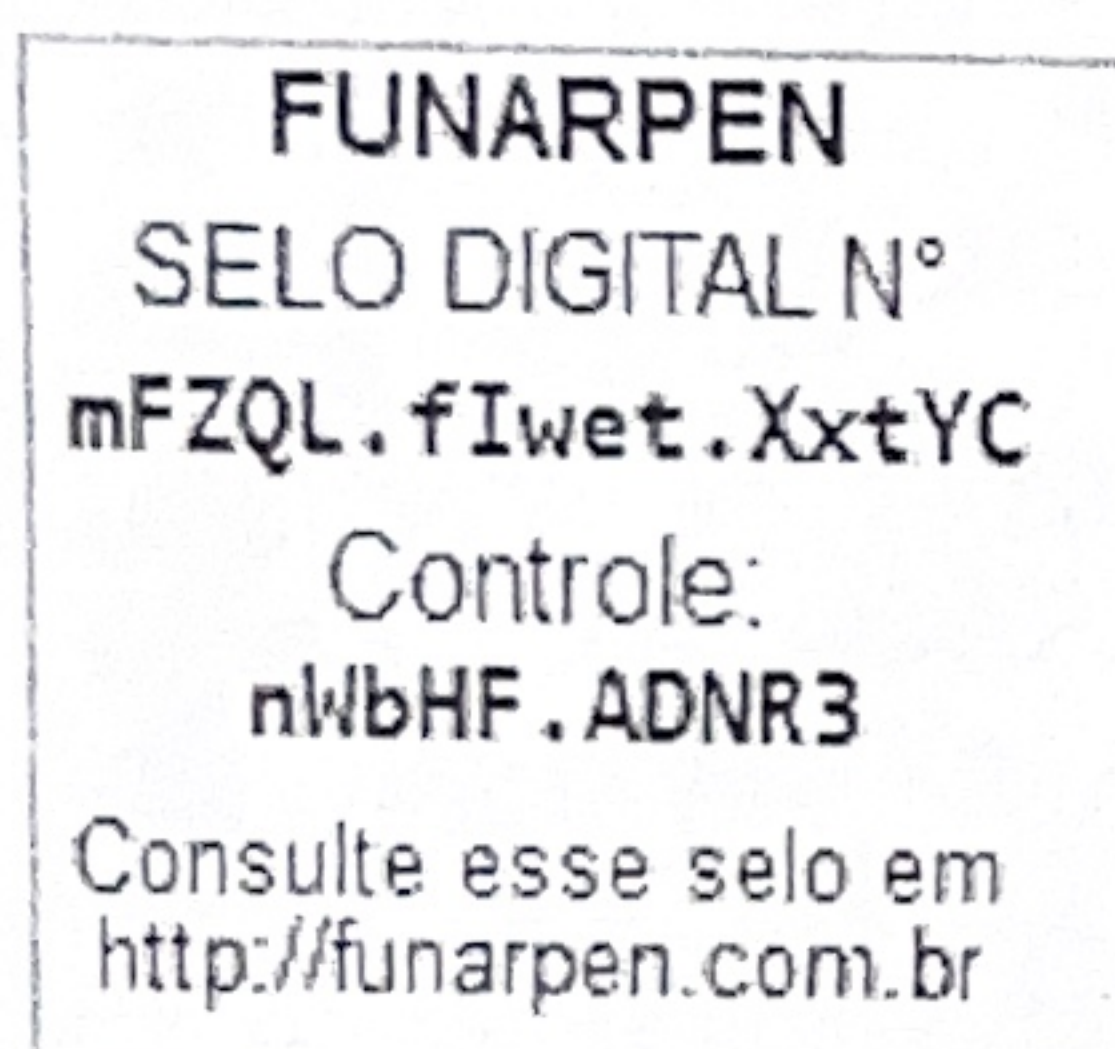 FUNARPEN
SELO DIGITAL N°
mFZQL.fIwet.XxtYC
Controle:
nWbHF.ADNR3
Consulte esse selo em
http://funarpen.com.br